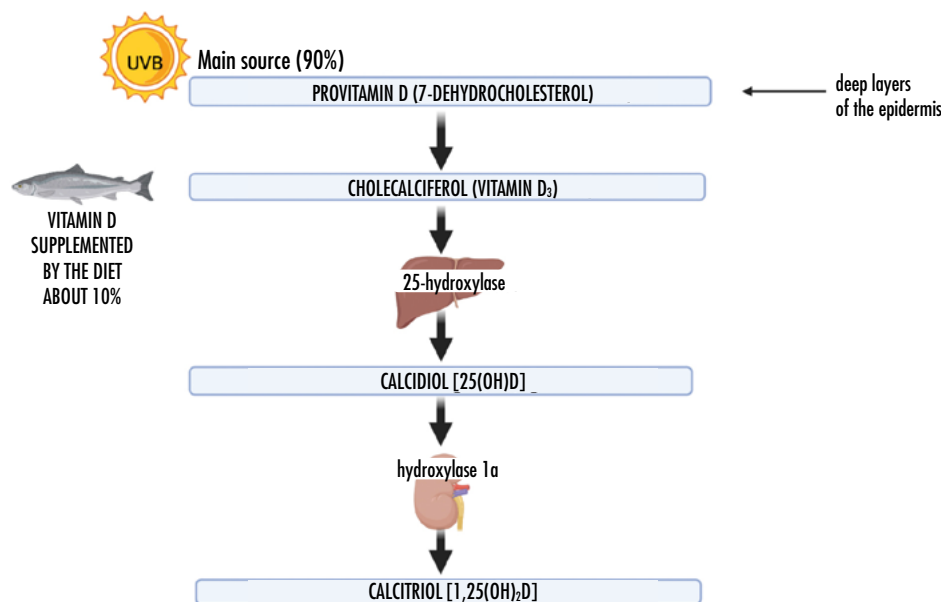 UVB
Main source (90%)
PROVITAMIN D (7-DEHYDROCHOLESTEROL)
deep layers
of the epidermis
CHOLECALCIFEROL (VITAMIN D₃)
VITAMIN D
SUPPLEMENTED
BY THE DIET
ABOUT 10%
25-hydroxylase
CALCIDIOL [25(OH)D]
hydroxylase 1a
CALCITRIOL [1,25(OH)₂D]